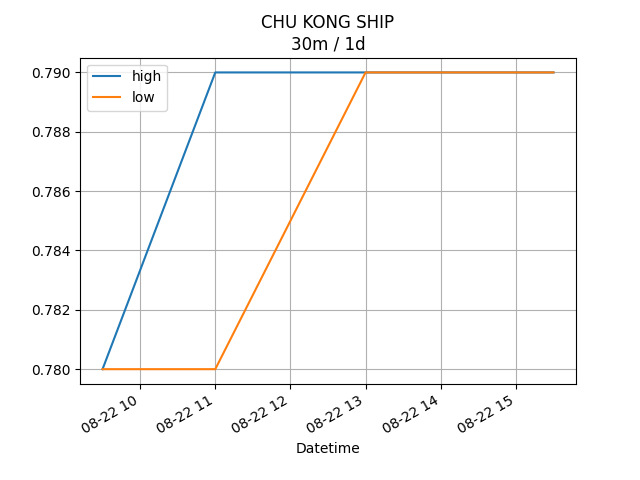 CHU KONG SHIP
30m / 1d
high
low
0.790
0.788
0.786
0.784
0.782
0.780
08-22 10
08-22 11
08-22 12
08-22 13
08-22 14
08-22 15
Datetime